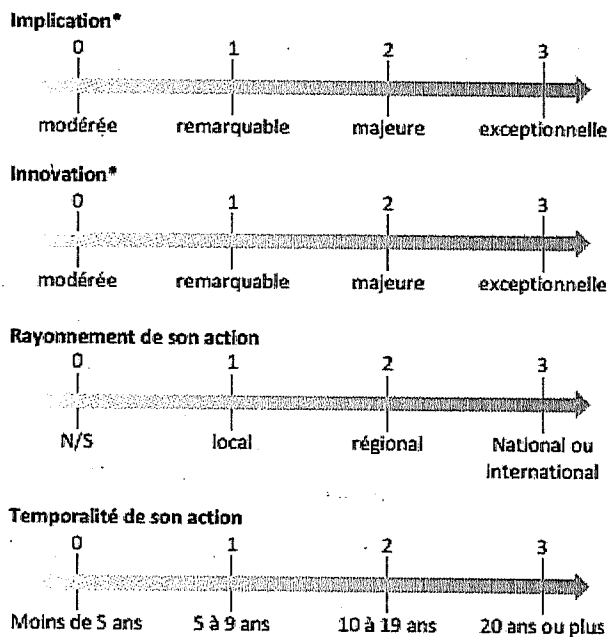 Implication*
0 1 2 3
modérée remarquable majeure exceptionnelle
Innovation*
0 1 2 3
modérée remarquable majeure exceptionnelle
Rayonnement de son action
0 1 2 3
N/S local régional National ou
international
Temporalité de son action
0 1 2 3
Moins de 5 ans 5 à 9 ans 10 à 19 ans 20 ans ou plus